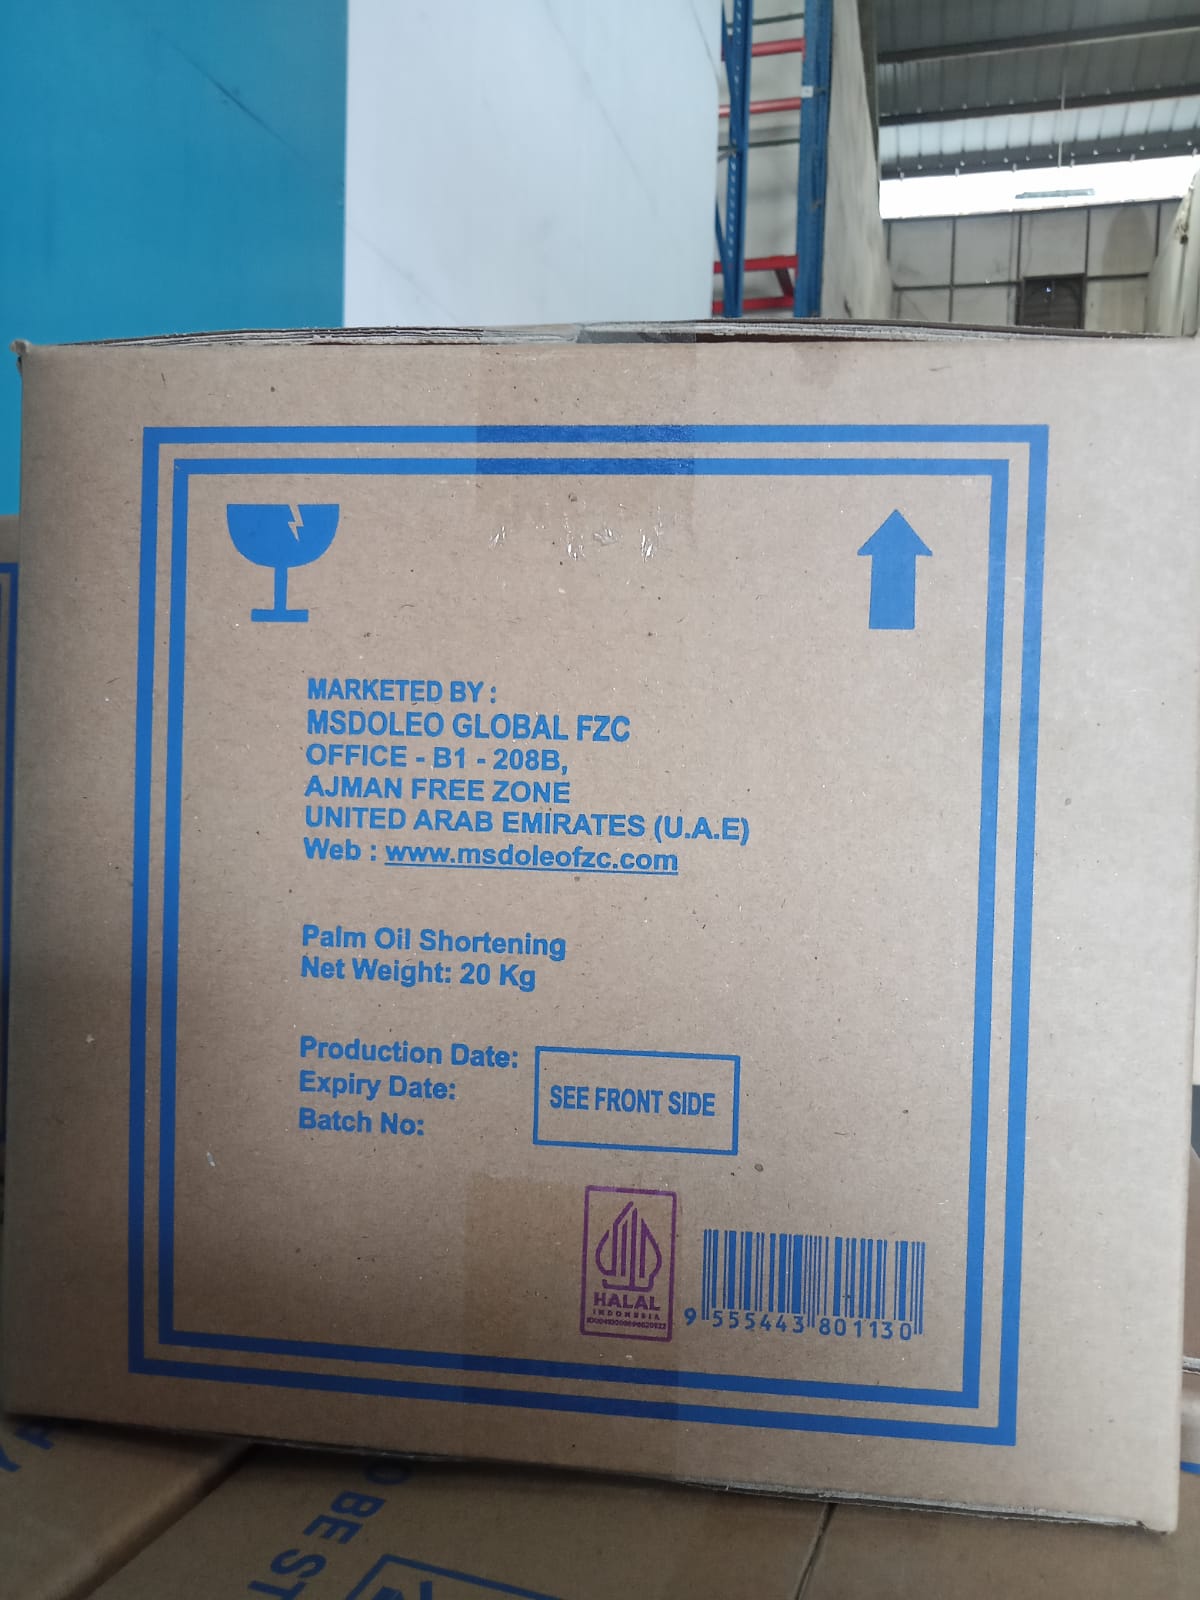 MARKETED BY :
MSDOLEO GLOBAL FZC
OFFICE - B1 - 208B,
AJMAN FREE ZONE
UNITED ARAB EMIRATES (U.A.E)
Web : www.msdoleofzc.com
Palm Oil Shortening
Net Weight: 20 Kg
Production Date:
Expiry Date:
Batch No:
SEE FRONT SIDE
HALAL
INDONESIA
9 555443 801130
OBEST